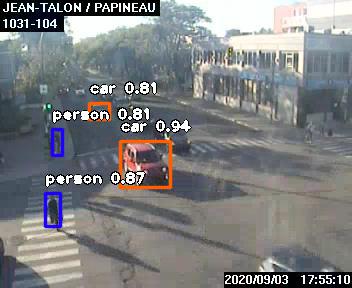 JEAN-TALON / PAPINEAU
1031-104
car 0.81
person 0.81
car 0.94
person 0.87
2020/09/03 17:55:10